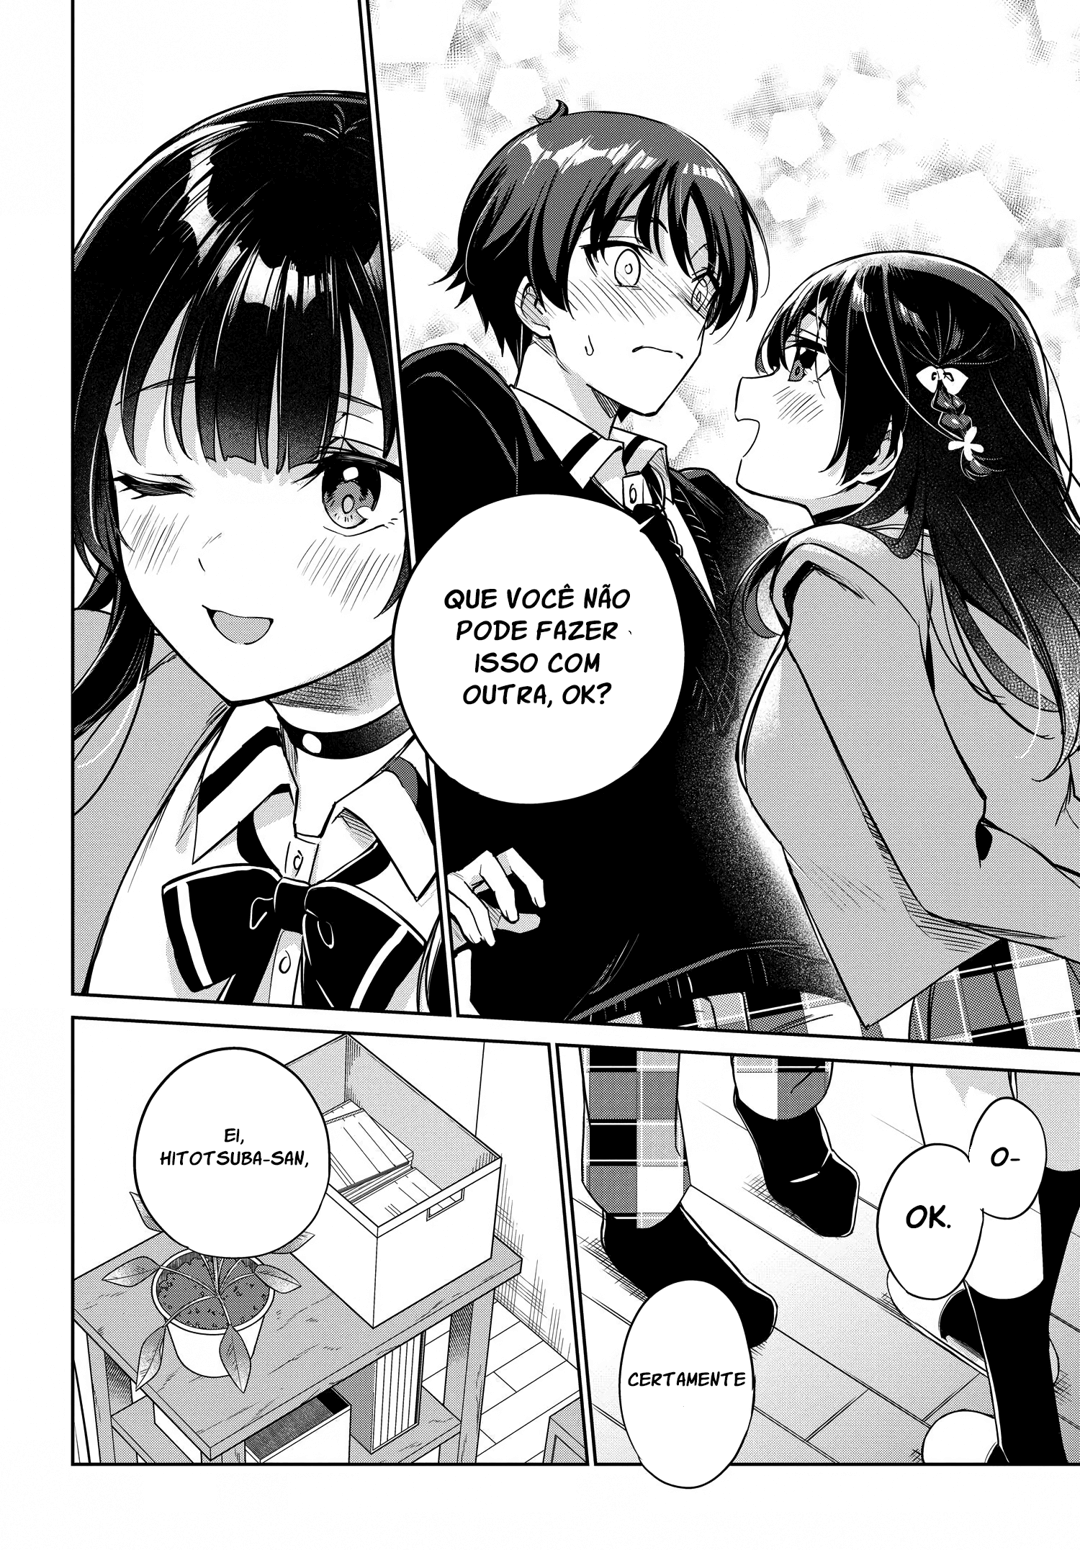 QUE VOCÊ NÃO
PODE FAZER
ISSO COM
OUTRA, OK?
O-
OK.
CERTAMENTE
EI,
HITOTSUBA-SAN,